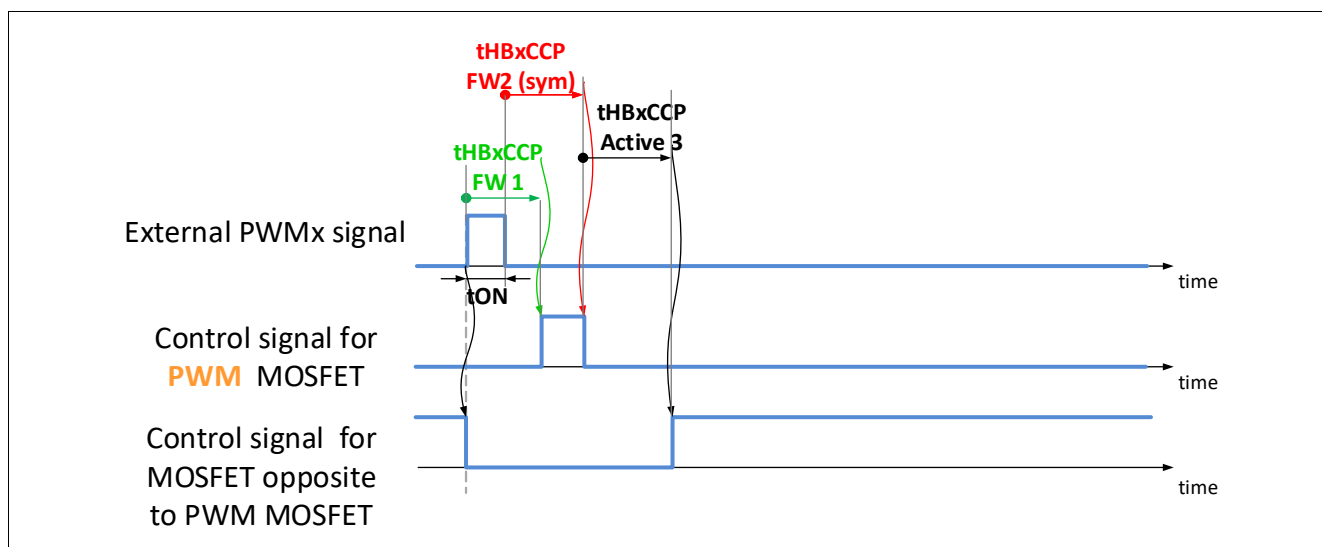 tHBxCCP
FW2 (sym)
tHBxCCP
Active 3
tHBxCCP
FW 1
External PWMx signal
time
tON
Control signal for
PWM MOSFET
time
Control signal for
MOSFET opposite
to PWM MOSFET
time